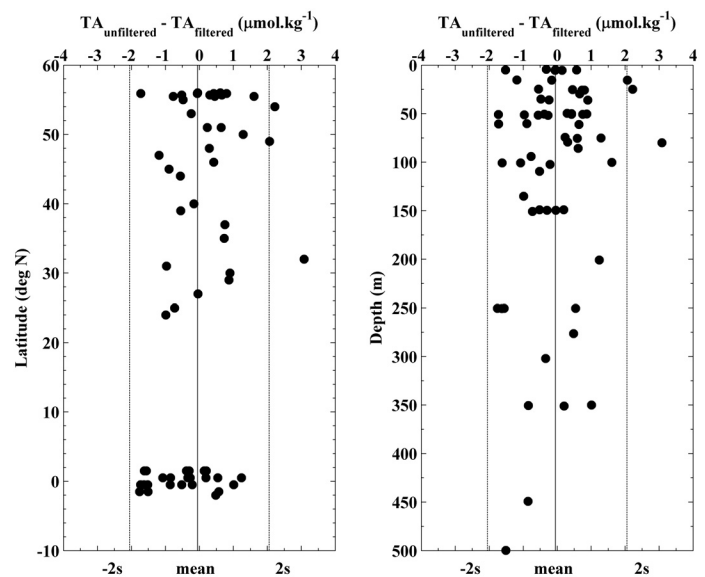 TAunfiltered - TAfiltered (μmol.kg-1)
-4 -3 -2 -1 0 1 2 3 4
60
50
40
30
20
10
0
-10
Latitude (deg N)
-2s mean 2s
TAunfiltered - TAfiltered (μmol.kg-1)
-4 -3 -2 -1 0 1 2 3 4
0
50
100
150
200
250
300
350
400
450
500
Depth (m)
-2s mean 2s